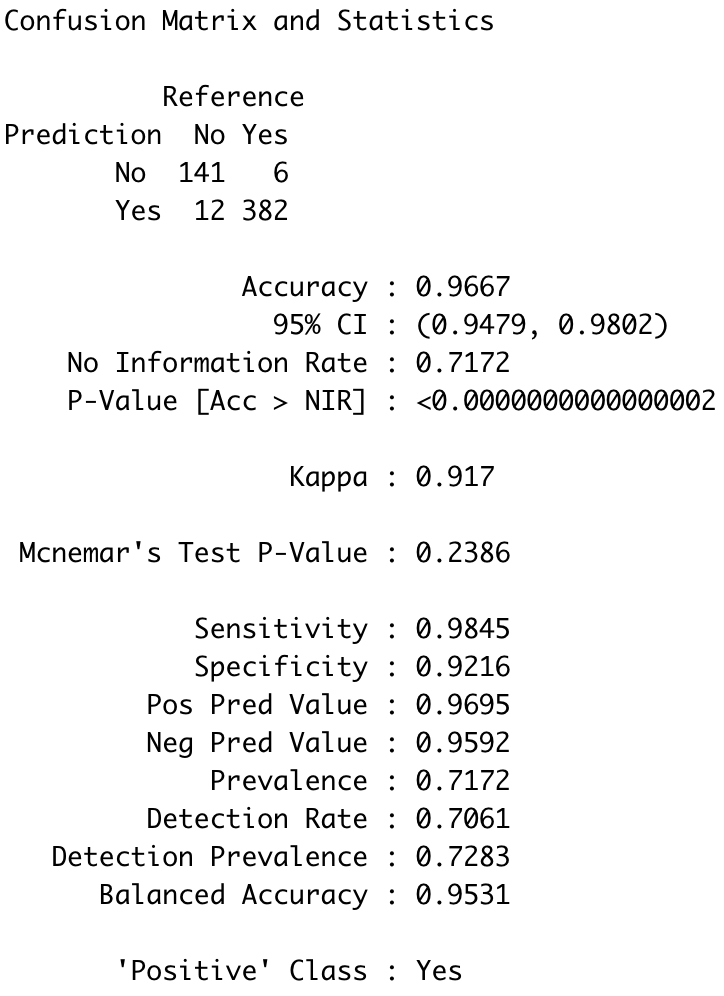 Confusion Matrix and Statistics
Reference
Prediction No Yes
No 141 6
Yes 12 382
Accuracy : 0.9667
95% CI : (0.9479, 0.9802)
No Information Rate : 0.7172
P-Value [Acc > NIR] : <0.0000000000000002
Kappa : 0.917
Mcnemar's Test P-Value : 0.2386
Sensitivity : 0.9845
Specificity : 0.9216
Pos Pred Value : 0.9695
Neg Pred Value : 0.9592
Prevalence : 0.7172
Detection Rate : 0.7061
Detection Prevalence : 0.7283
Balanced Accuracy : 0.9531
'Positive' Class : Yes